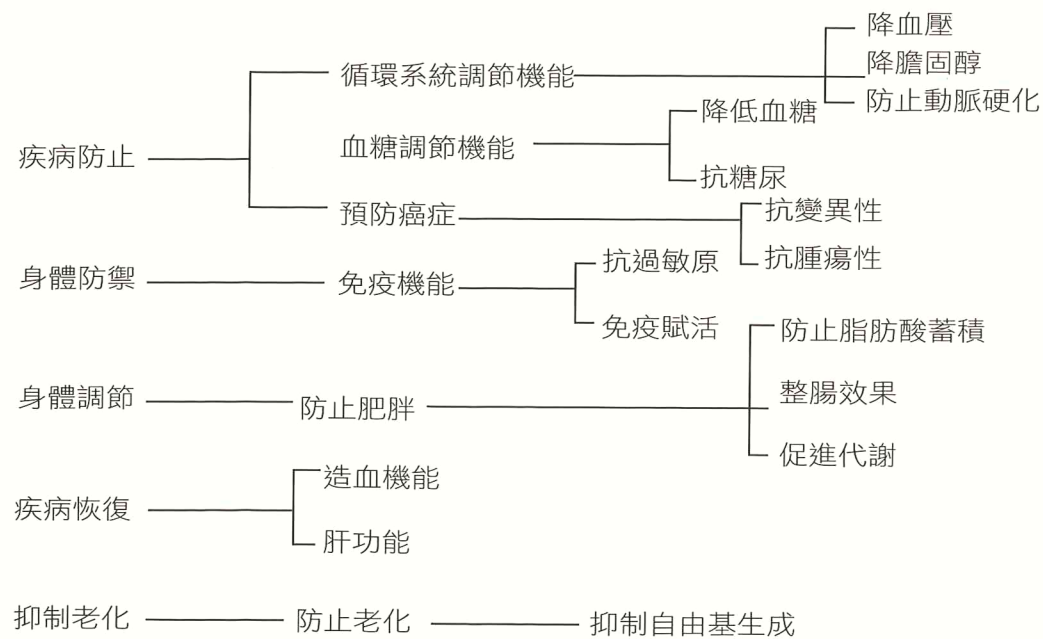 疾病防止
循環系統調節機能
降血壓
降膽固醇
防止動脈硬化
血糖調節機能
降低血糖
抗糖尿
預防癌症
抗變異性
抗腫瘍性
身體防禦
免疫機能
抗過敏原
免疫賦活
身體調節
防止肥胖
防止脂肪酸蓄積
整腸效果
促進代謝
疾病恢復
造血機能
肝功能
抑制老化
防止老化
抑制自由基生成